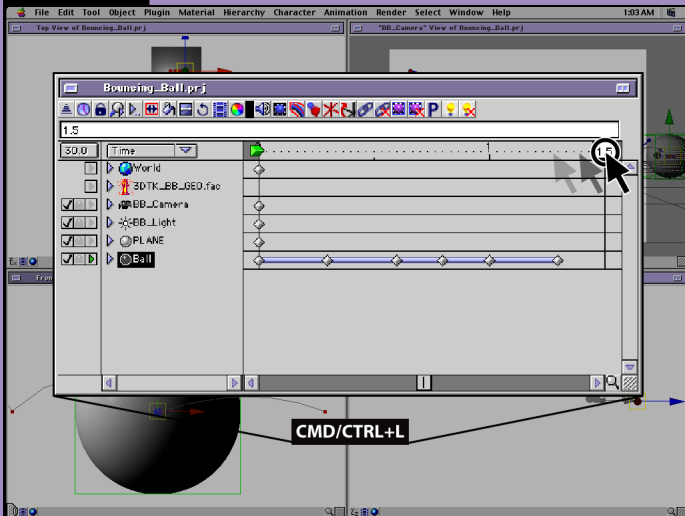 File Edit Tool Object Plugin Material Hierarchy Character Animation Render Select Window Help 1:03 AM
Top View of Bouncing_Ball.prj
"BB_Camera" View of Bouncing_Ball.prj
Bouncing_Ball.prj
P
1.5
30.0 Time 1.5
World
3DTK_BB_GEO.fac
BB_Camera
BB_Light
PLANE
Ball
Fron
CMD/CTRL+L